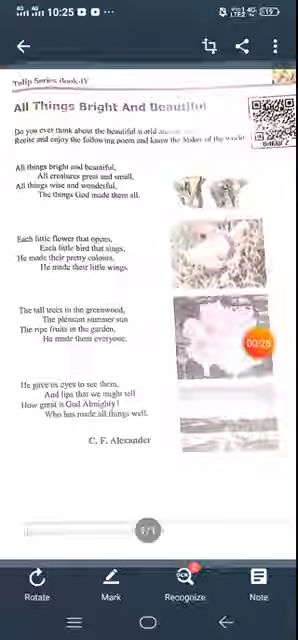 10:25
119
Tulip Series Book-IV
All Things Bright And Beautiful
Do you ever think about the beautiful world
Recite and enjoy the following poem and know the Maker of the world.
All things bright and beautiful,
All creatures great and small,
All things wise and wonderful,
The things God made them all.
Each little flower that opens,
Each little bird that sings,
He made their pretty colours,
He made their little wings.
The tall trees in the greenwood,
The pleasant summer sun
The ripe fruits in the garden,
He made them everyone.
00:26
He gave us eyes to see them,
And lips that we might tell
How great is God Almighty!
Who has made all things well.
C. F. Alexander
1/1
Rotate
Mark
OCR
Recognize
Note